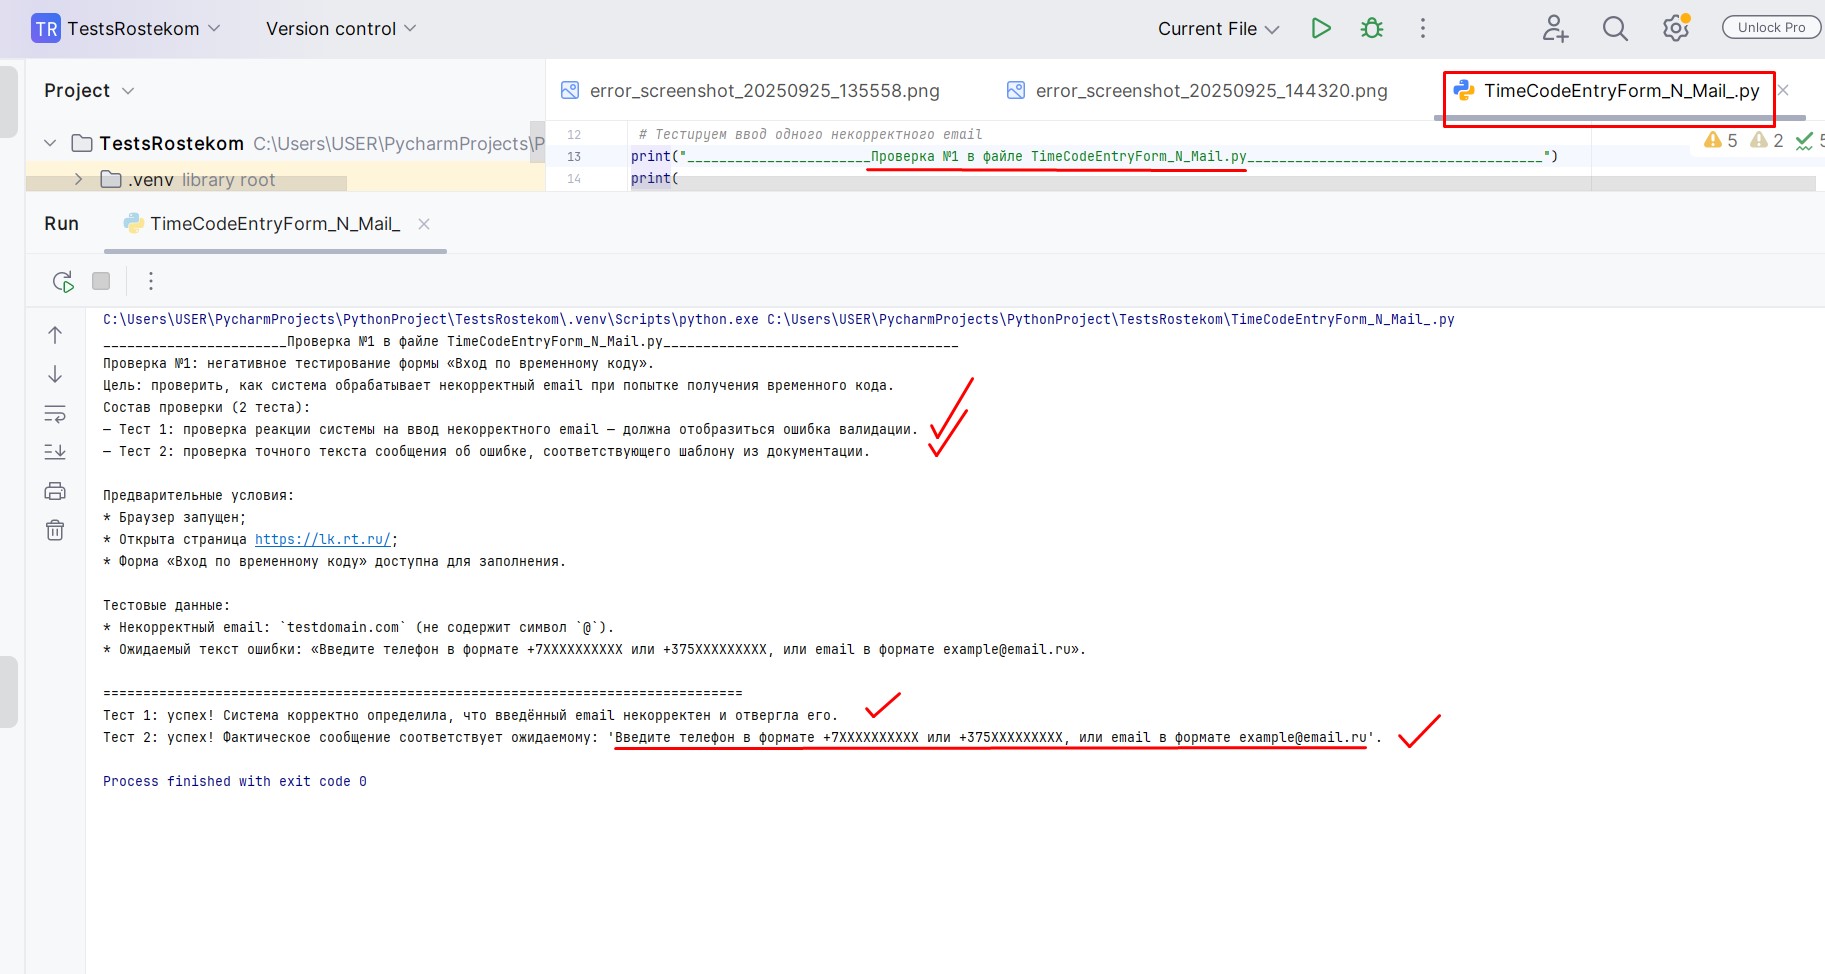 TR TestsRostekom Version control Current File Unlock Pro
Project error_screenshot_20250925_135558.png error_screenshot_20250925_144320.png TimeCodeEntryForm_N_Mail_.py
TestsRostekom C:\Users\USER\PycharmProjects\P
.venv library root
12 # Тестируем ввод одного некорректного email
5 2 5
13 print("_______________________Проверка №1 в файле TimeCodeEntryForm_N_Mail.py_____________________________________")
14 print(
Run TimeCodeEntryForm_N_Mail_
C:\Users\USER\PycharmProjects\PythonProject\TestsRostekom\.venv\Scripts\python.exe C:\Users\USER\PycharmProjects\PythonProject\TestsRostekom\TimeCodeEntryForm_N_Mail_.py
_______________________Проверка №1 в файле TimeCodeEntryForm_N_Mail.py_____________________________________
Проверка №1: негативное тестирование формы «Вход по временному коду».
Цель: проверить, как система обрабатывает некорректный email при попытке получения временного кода.
Состав проверки (2 теста):
— Тест 1: проверка реакции системы на ввод некорректного email — должна отобразиться ошибка валидации.
— Тест 2: проверка точного текста сообщения об ошибке, соответствующего шаблону из документации.
Предварительные условия:
* Браузер запущен;
* Открыта страница https://lk.rt.ru/;
* Форма «Вход по временному коду» доступна для заполнения.
Тестовые данные:
* Некорректный email: `testdomain.com` (не содержит символ `@`).
* Ожидаемый текст ошибки: «Введите телефон в формате +7XXXXXXXXXX или +375XXXXXXXXX, или email в формате example@email.ru».
================================================================================
Тест 1: успех! Система корректно определила, что введённый email некорректен и отвергла его.
Тест 2: успех! Фактическое сообщение соответствует ожидаемому: 'Введите телефон в формате +7XXXXXXXXXX или +375XXXXXXXXX, или email в формате example@email.ru'.
Process finished with exit code 0